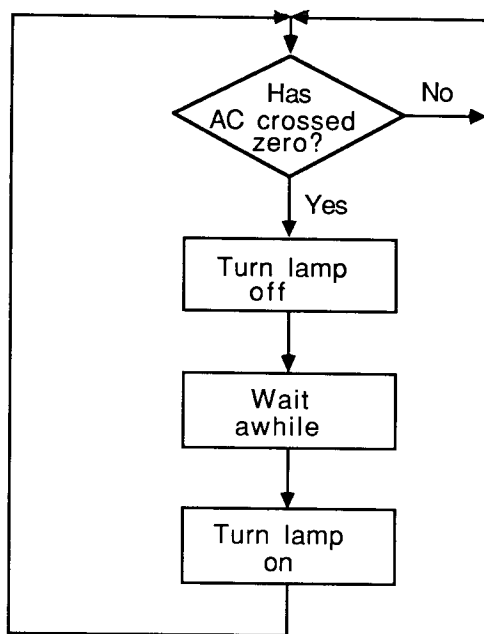 Has
AC crossed
zero?
No
Yes
Turn lamp
off
Wait
awhile
Turn lamp
on